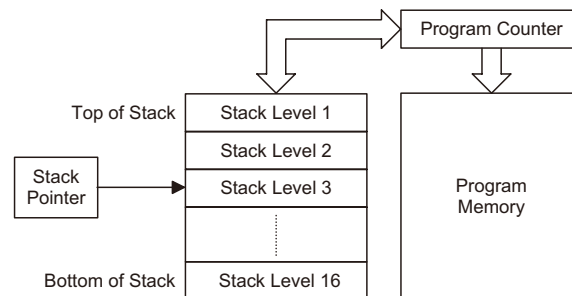 Program Counter
Top of Stack
Stack Level 1
Stack Level 2
Stack
Pointer
Stack Level 3
Program
Memory
Bottom of Stack
Stack Level 16